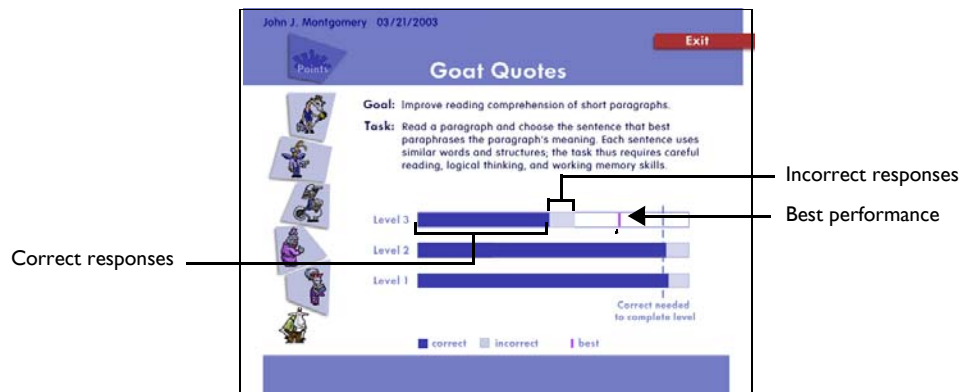 John J. Montgomery 03/21/2003
Exit
Points
Goat Quotes
Goal: Improve reading comprehension of short paragraphs.
Task: Read a paragraph and choose the sentence that best
paraphrases the paragraph's meaning. Each sentence uses
similar words and structures; the task thus requires careful
reading, logical thinking, and working memory skills.
Incorrect responses
Best performance
Level 3
Correct responses
Level 2
Level 1
Correct needed
to complete level
correct incorrect best